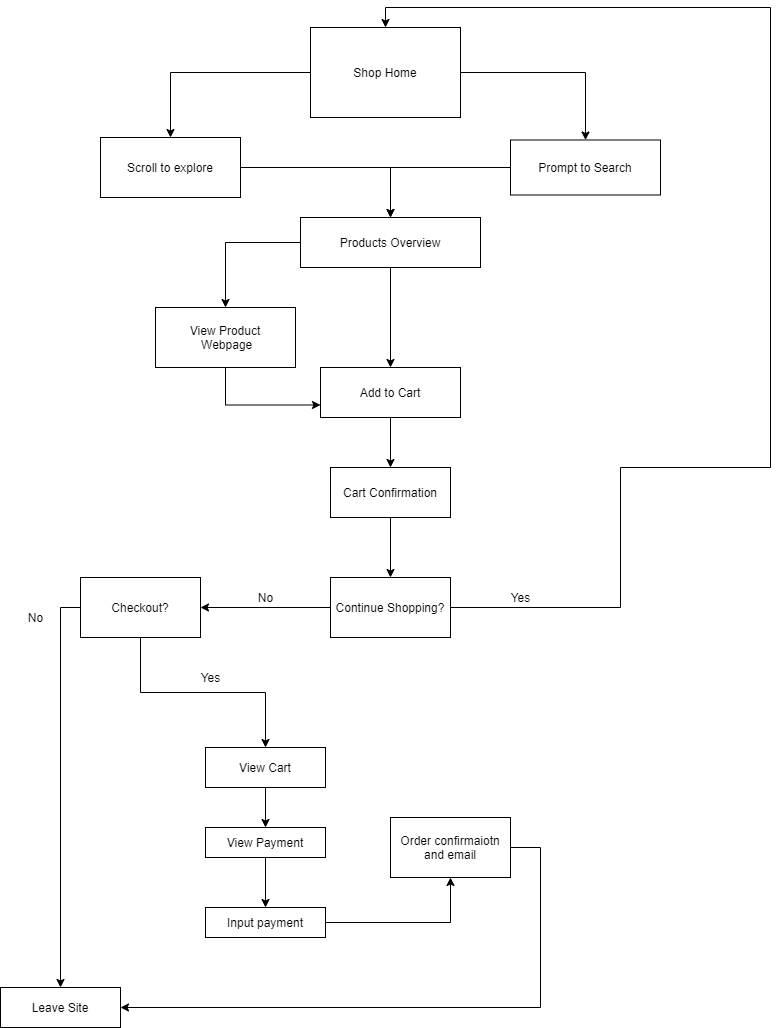 Shop Home
Scroll to explore
Prompt to Search
Products Overview
View Product
Webpage
Add to Cart
Cart Confirmation
Continue Shopping?
Yes
No
Checkout?
No
Yes
View Cart
View Payment
Input payment
Order confirmaiotn
and email
Leave Site